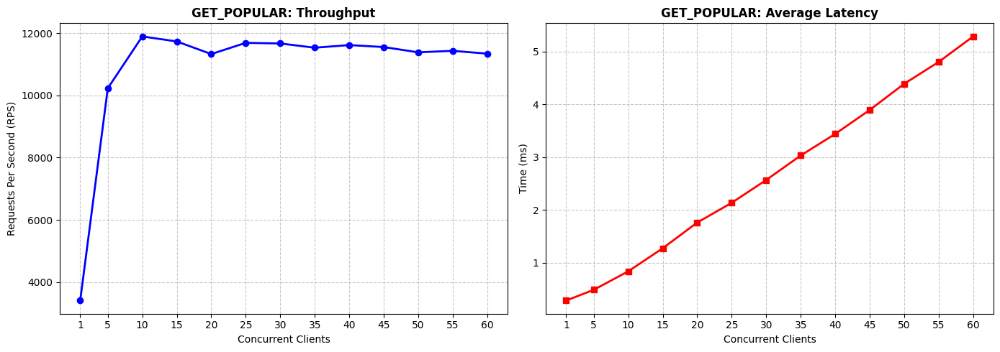 GET_POPULAR: Throughput
Requests Per Second (RPS)
12000
10000
8000
6000
4000
1 5 10 15 20 25 30 35 40 45 50 55 60
Concurrent Clients
GET_POPULAR: Average Latency
Time (ms)
5
4
3
2
1
1 5 10 15 20 25 30 35 40 45 50 55 60
Concurrent Clients